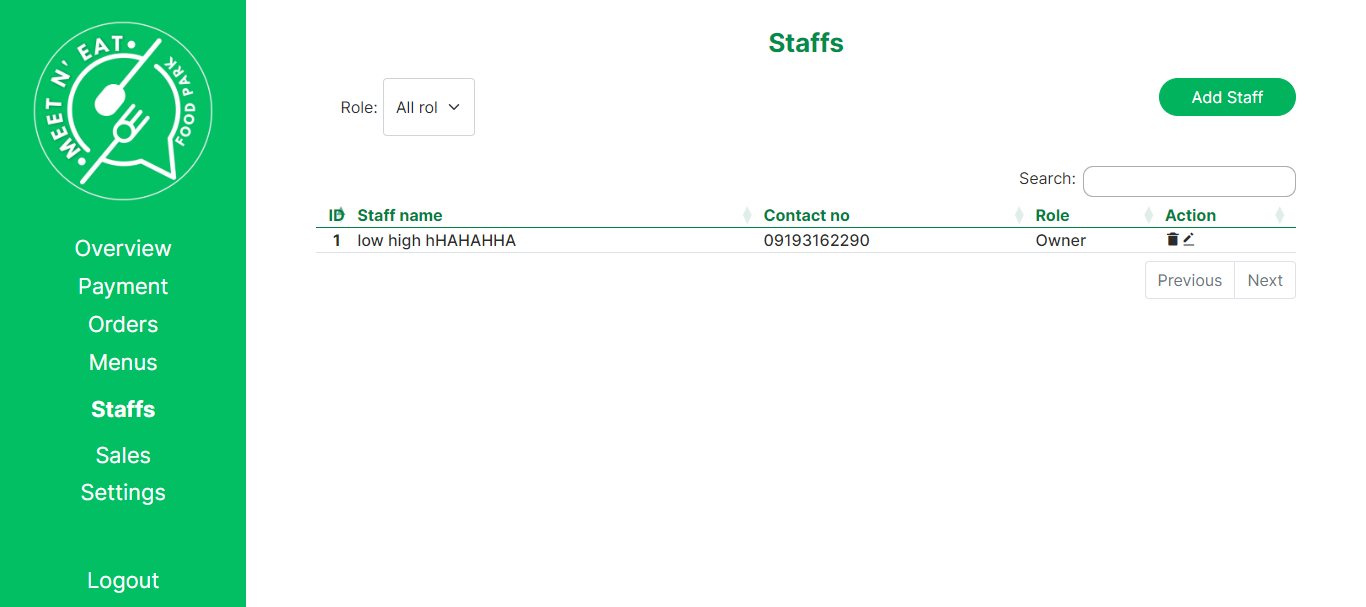 MEET N' EAT
FOOD PARK
Overview
Payment
Orders
Menus
Staffs
Sales
Settings
Logout
Staffs
Role: All rol
Add Staff
Search:
ID Staff name Contact no Role Action
1 low high hHAHAHHA 09193162290 Owner
Previous Next